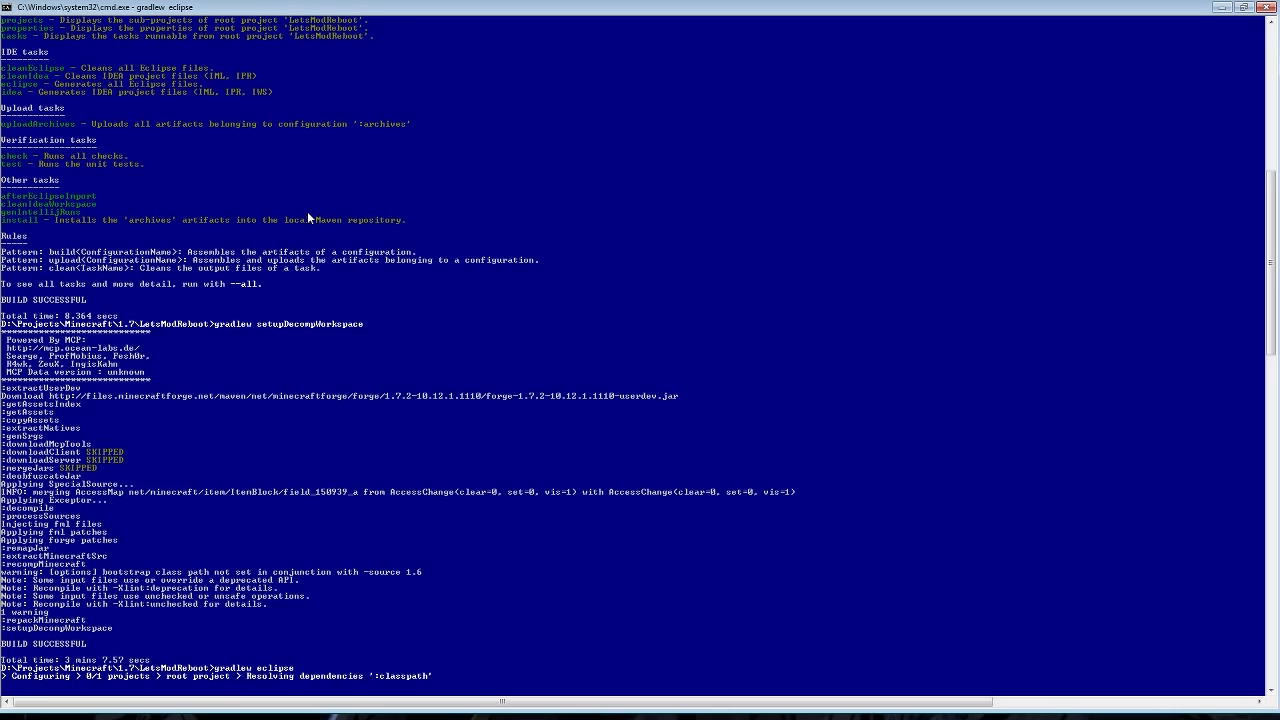 C:\Windows\system32\cmd.exe - gradlew eclipse
projects - Displays the sub-projects of root project 'LetsModReboot'.
properties - Displays the properties of root project 'LetsModReboot'.
tasks - Displays the tasks runnable from root project 'LetsModReboot'.
IDE tasks
---------
cleanEclipse - Cleans all Eclipse files.
cleanIdea - Cleans IDEA project files (IML, IPR)
eclipse - Generates all Eclipse files.
idea - Generates IDEA project files (IML, IPR, IWS)
Upload tasks
------------
uploadArchives - Uploads all artifacts belonging to configuration ':archives'
Verification tasks
------------------
check - Runs all checks.
test - Runs the unit tests.
Other tasks
-----------
afterEclipseImport
cleanIdeaWorkspace
genIntellijRuns
install - Installs the 'archives' artifacts into the local Maven repository.
Rules
-----
Pattern: build<ConfigurationName>: Assembles the artifacts of a configuration.
Pattern: upload<ConfigurationName>: Assembles and uploads the artifacts belonging to a configuration.
Pattern: clean<TaskName>: Cleans the output files of a task.
To see all tasks and more detail, run with --all.
BUILD SUCCESSFUL
Total time: 8.364 secs
D:\Projects\Minecraft\1.7\LetsModReboot>gradlew setupDecompWorkspace
****************************
Powered By MCP:
http://mcp.ocean-labs.de/
Searge, ProfMobius, Fesh0r,
R4wk, ZeuX, IngisKahn
MCP Data version : unknown
****************************
:extractUserDev
Download http://files.minecraftforge.net/maven/net/minecraftforge/forge/1.7.2-10.12.1.1110/forge-1.7.2-10.12.1.1110-userdev.jar
:getAssetsIndex
:getAssets
:copyAssets
:extractNatives
:genSrgs
:downloadMcpTools
:downloadClient SKIPPED
:downloadServer SKIPPED
:mergeJars SKIPPED
:deobfuscateJar
Applying SpecialSource...
INFO: merging AccessMap net/minecraft/item/ItemBlock/field_150939_a from AccessChange(clear=0, set=0, vis=1) with AccessChange(clear=0, set=0, vis=1)
Applying Exceptor...
:decompile
:processSources
Injecting fml files
Applying fml patches
Applying forge patches
:remapJar
:extractMinecraftSrc
:recompMinecraft
warning: [options] bootstrap class path not set in conjunction with -source 1.6
Note: Some input files use or override a deprecated API.
Note: Recompile with -Xlint:deprecation for details.
Note: Some input files use unchecked or unsafe operations.
Note: Recompile with -Xlint:unchecked for details.
1 warning
:repackMinecraft
:setupDecompWorkspace
BUILD SUCCESSFUL
Total time: 3 mins 7.57 secs
D:\Projects\Minecraft\1.7\LetsModReboot>gradlew eclipse
> Configuring > 0/1 projects > root project > Resolving dependencies ':classpath'